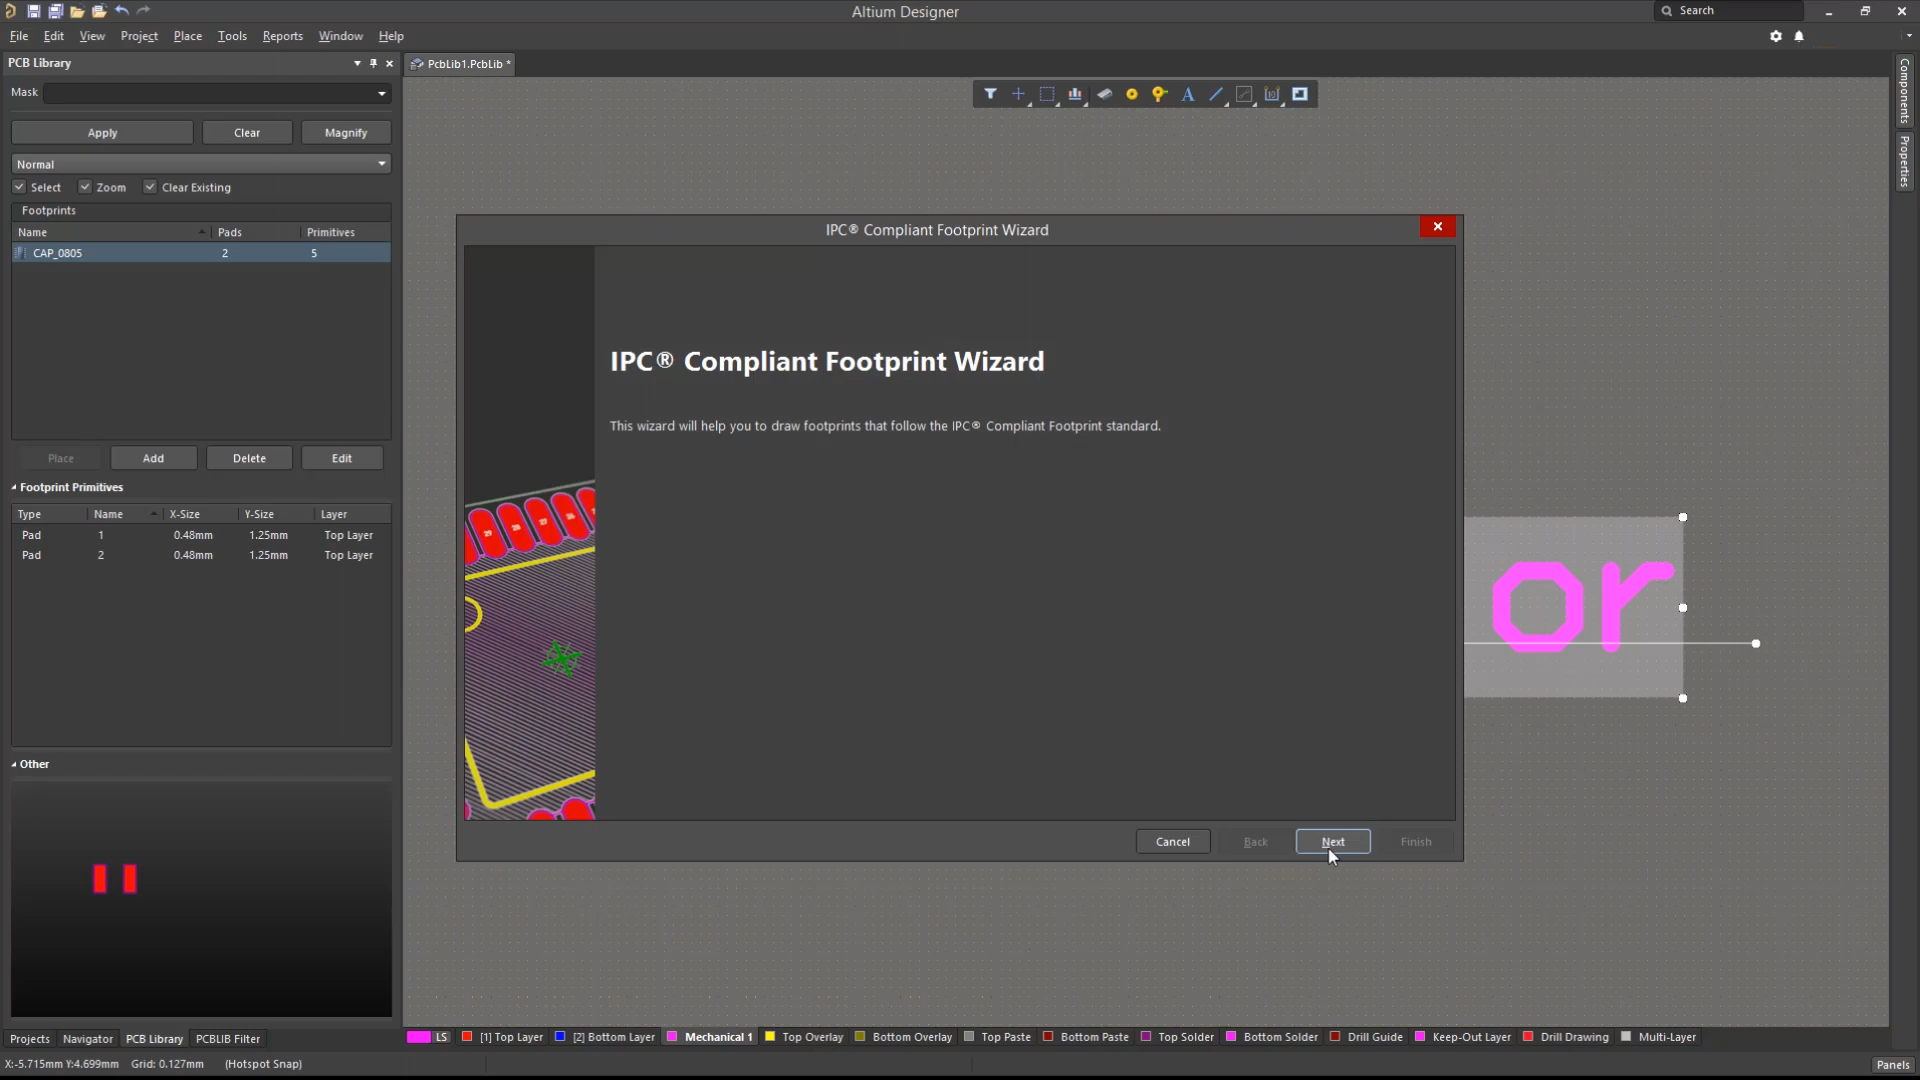 Altium Designer
Search
File Edit View Project Place Tools Reports Window Help
PCB Library
PcbLib1.PcbLib *
Mask
Apply Clear Magnify
Normal
Select Zoom Clear Existing
Footprints
Name Pads Primitives
CAP_0805 2 5
Place Add Delete Edit
Footprint Primitives
Type Name X-Size Y-Size Layer
Pad 1 0.48mm 1.25mm Top Layer
Pad 2 0.48mm 1.25mm Top Layer
Other
IPC® Compliant Footprint Wizard
IPC® Compliant Footprint Wizard
This wizard will help you to draw footprints that follow the IPC® Compliant Footprint standard.
Cancel Back Next Finish
or
Components
Properties
Projects Navigator PCB Library PCBLIB Filter
LS [1] Top Layer [2] Bottom Layer Mechanical 1 Top Overlay Bottom Overlay Top Paste Bottom Paste Top Solder Bottom Solder Drill Guide Keep-Out Layer Drill Drawing Multi-Layer
X:-5.715mm Y:4.699mm Grid: 0.127mm (Hotspot Snap)
Panels